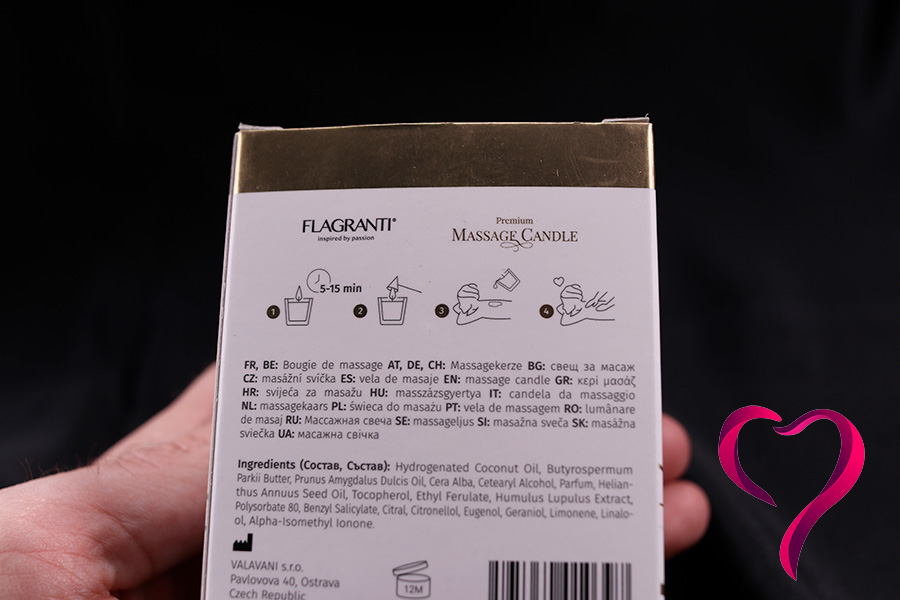 FLAGRANTI®
inspired by passion
Premium
MASSAGE CANDLE
5-15 min
1
2
3
4
FR, BE: Bougie de massage AT, DE, CH: Massagekerze BG: свещ за масаж
CZ: masážní svíčka ES: vela de masaje EN: massage candle GR: κερί μασάζ
HR: svijeća za masažu HU: masszázsgyertya IT: candela da massaggio
NL: massagekaars PL: świeca do masażu PT: vela de massagem RO: lumânare
de masaj RU: Массажная свеча SE: massageljus SI: masažna sveča SK: masážna
sviečka UA: масажна свічка
Ingredients (Состав, Състав): Hydrogenated Coconut Oil, Butyrospermum
Parkii Butter, Prunus Amygdalus Dulcis Oil, Cera Alba, Cetearyl Alcohol, Parfum, Helian-
thus Annuus Seed Oil, Tocopherol, Ethyl Ferulate, Humulus Lupulus Extract,
Polysorbate 80, Benzyl Salicylate, Citral, Citronellol, Eugenol, Geraniol, Limonene, Linalo-
ol, Alpha-Isomethyl Ionone.
VALAVANI s.r.o.
Pavlovova 40, Ostrava
Czech Republic
12M